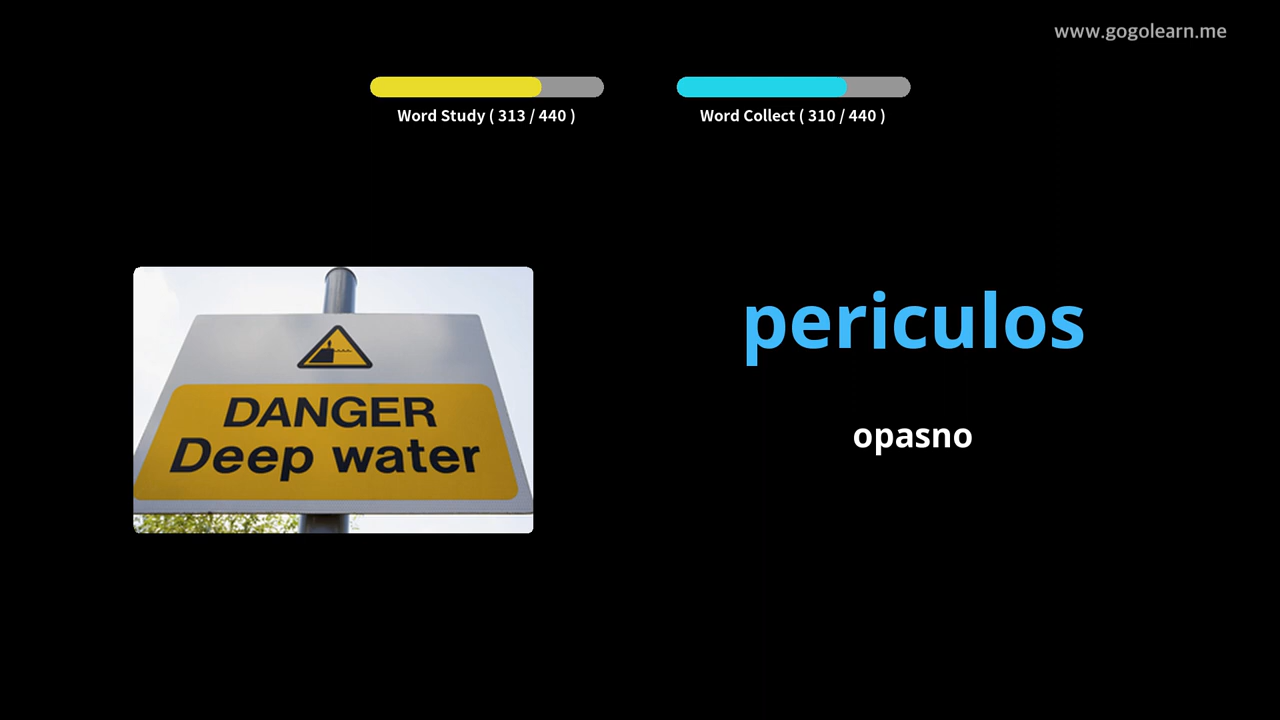 www.gogolearn.me
Word Study ( 313 / 440 )
Word Collect ( 310 / 440 )
DANGER
Deep water
periculos
opasno